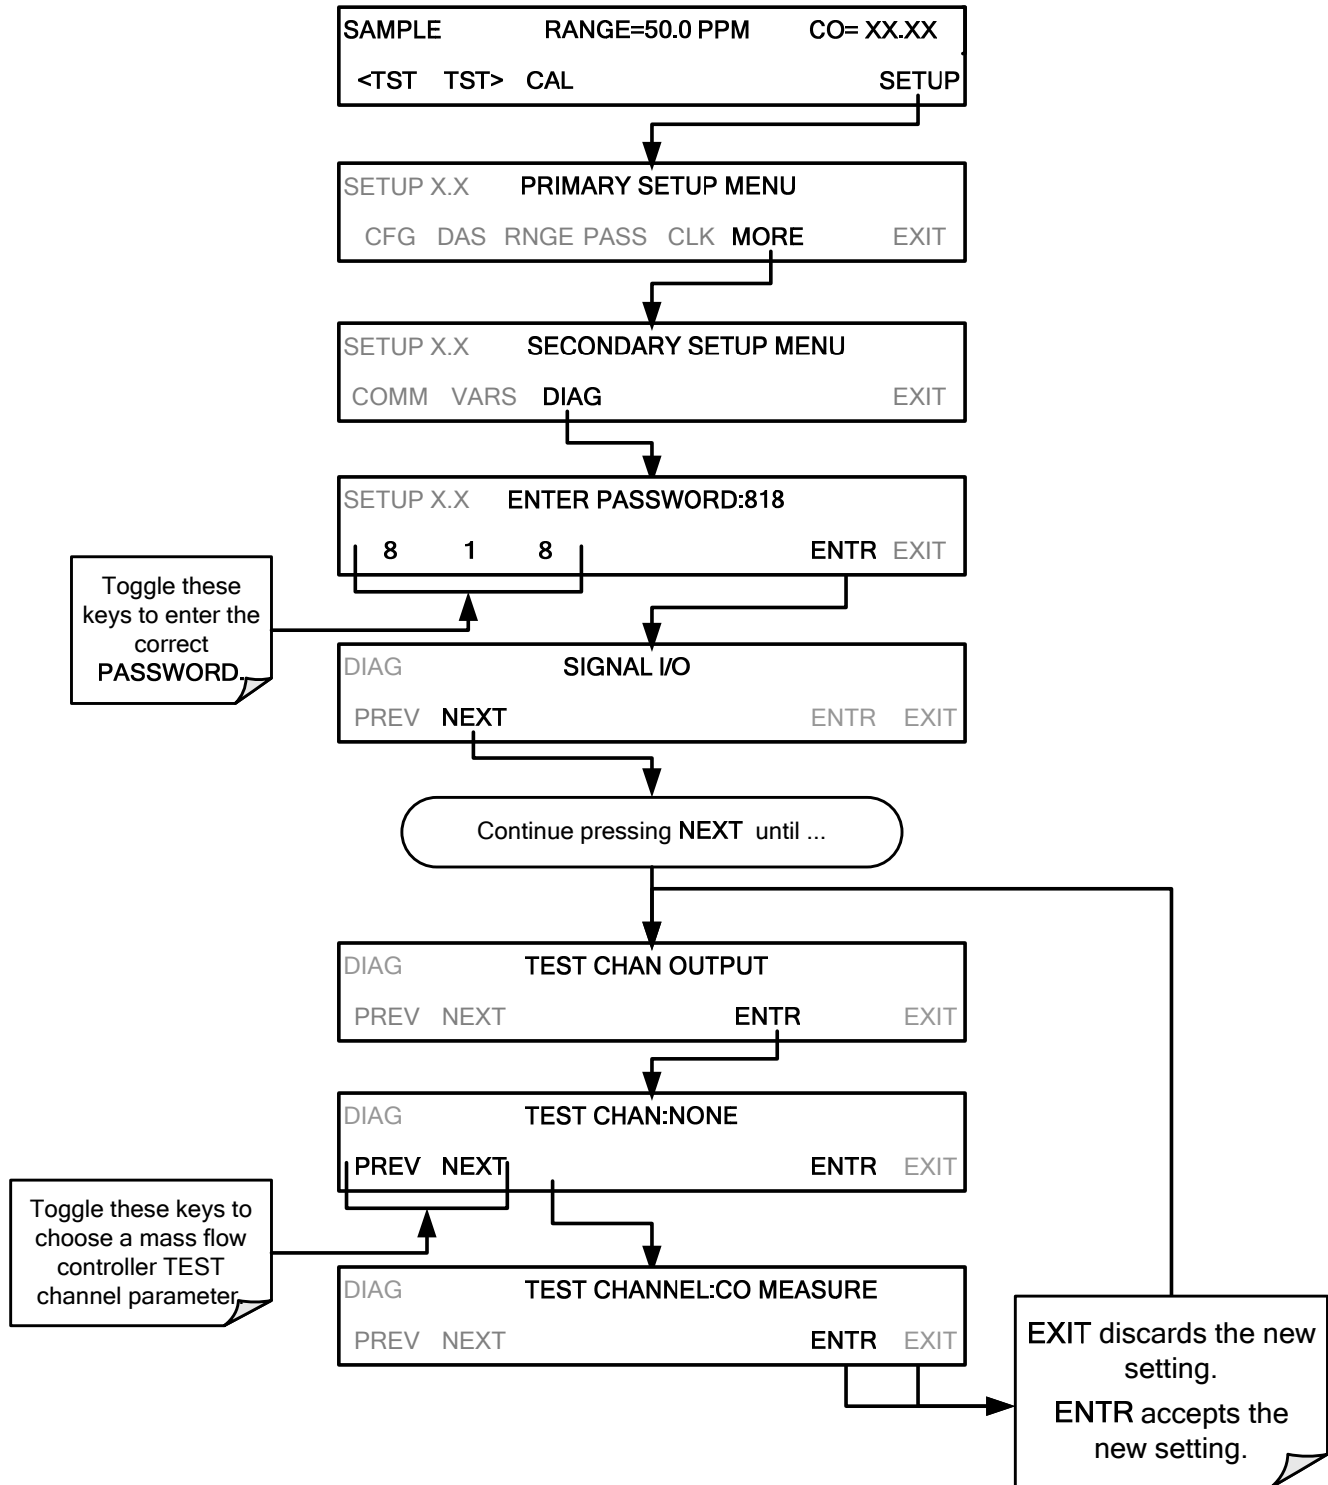 SAMPLE RANGE=50.0 PPM CO= XX.XX
<TST TST> CAL SETUP
SETUP X.X PRIMARY SETUP MENU
CFG DAS RNGE PASS CLK MORE EXIT
SETUP X.X SECONDARY SETUP MENU
COMM VARS DIAG EXIT
SETUP X.X ENTER PASSWORD:818
8 1 8 ENTR EXIT
Toggle these
keys to enter the
correct
PASSWORD.
DIAG SIGNAL I/O
PREV NEXT ENTR EXIT
Continue pressing NEXT until ...
DIAG TEST CHAN OUTPUT
PREV NEXT ENTR EXIT
DIAG TEST CHAN:NONE
PREV NEXT ENTR EXIT
Toggle these keys to
choose a mass flow
controller TEST
channel parameter.
DIAG TEST CHANNEL:CO MEASURE
PREV NEXT ENTR EXIT
EXIT discards the new
setting.
ENTR accepts the
new setting.